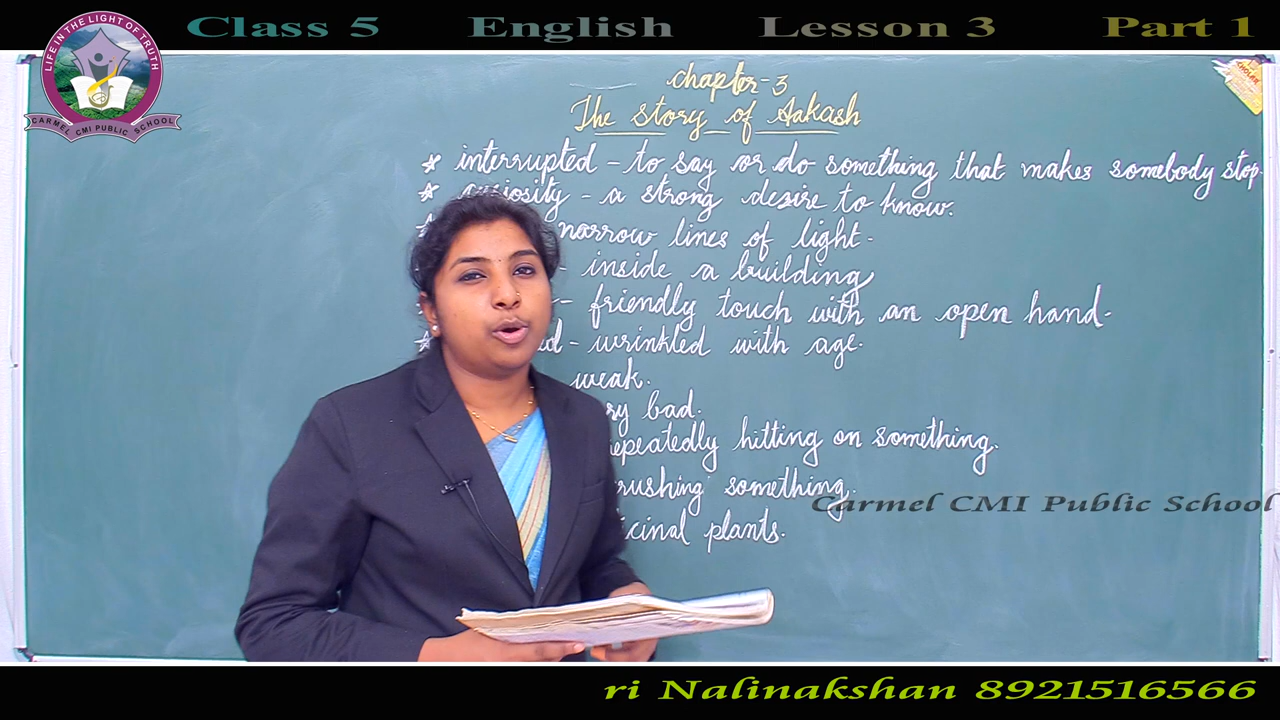 Class 5 English Lesson 3 Part 1
LIFE IN THE LIGHT OF TRUTH
CARMEL CMI PUBLIC SCHOOL
chapter-3
The Story of Aakash
* interrupted - to say or do something that makes somebody stop.
* curiosity - a strong desire to know.
narrow lines of light.
- inside a building
- friendly touch with an open hand.
- wrinkled with age.
weak.
bad.
repeatedly hitting on something.
crushing something.
Carmel CMI Public School
plants.
ri Nalinakshan 8921516566